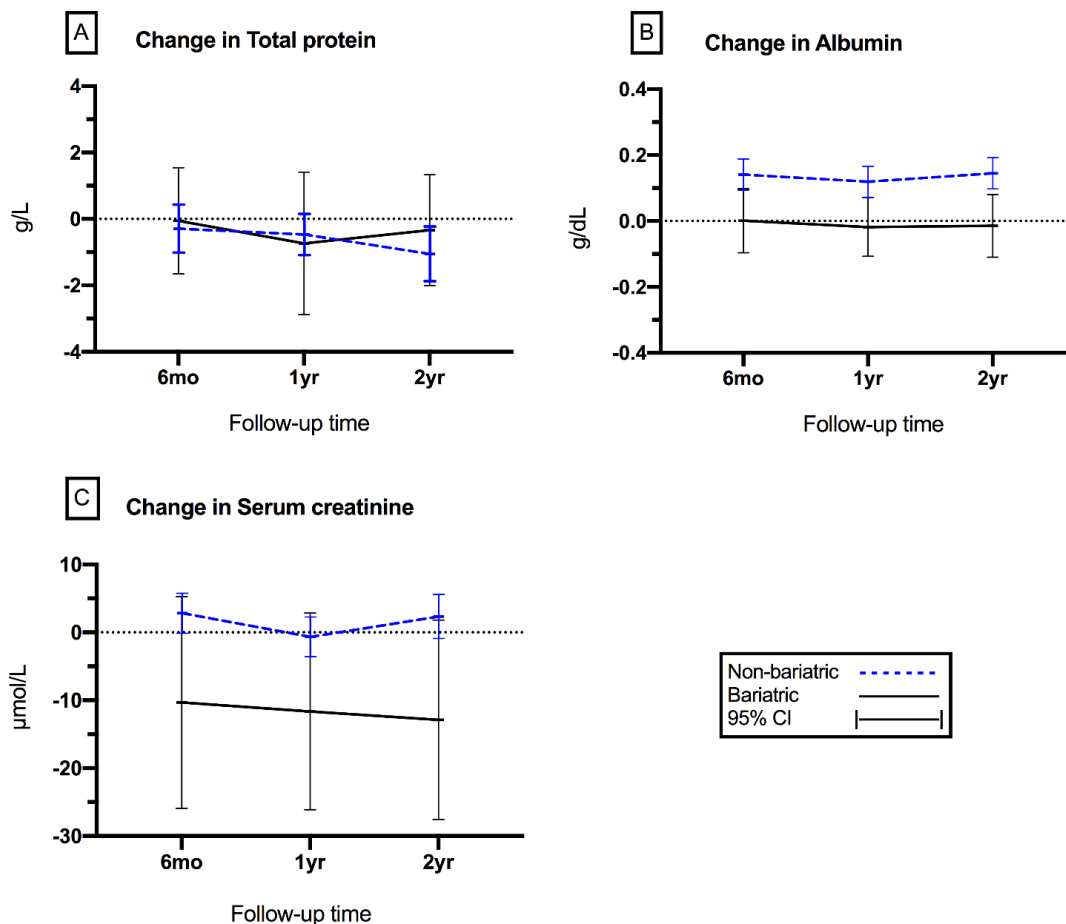 A
Change in Total protein
4
2
0
-2
-4
g/L
6mo
1yr
2yr
Follow-up time
B
Change in Albumin
0.4
0.2
0.0
-0.2
-0.4
g/dL
6mo
1yr
2yr
Follow-up time
C
Change in Serum creatinine
10
0
-10
-20
-30
µmol/L
6mo
1yr
2yr
Follow-up time
Non-bariatric
Bariatric
95% CI